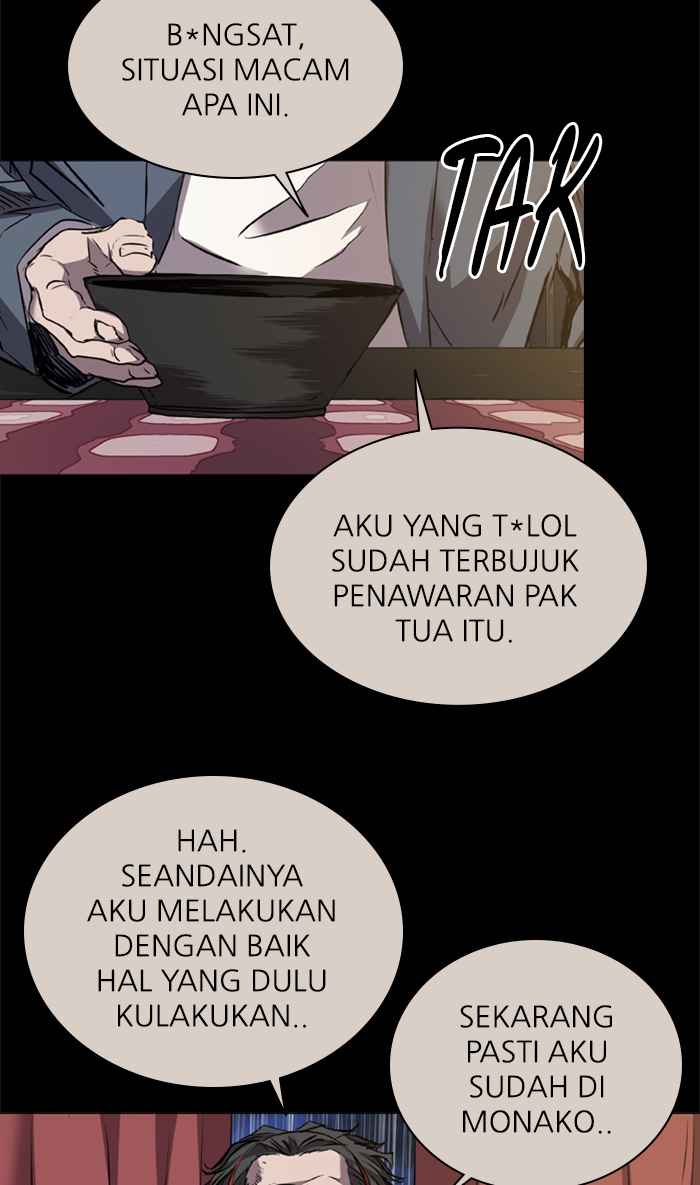 B*NGSAT,
SITUASI MACAM
APA INI.
TAK
AKU YANG T*LOL
SUDAH TERBUJUK
PENAWARAN PAK
TUA ITU.
HAH.
SEANDAINYA
AKU MELAKUKAN
DENGAN BAIK
HAL YANG DULU
KULAKUKAN..
SEKARANG
PASTI AKU
SUDAH DI
MONAKO..